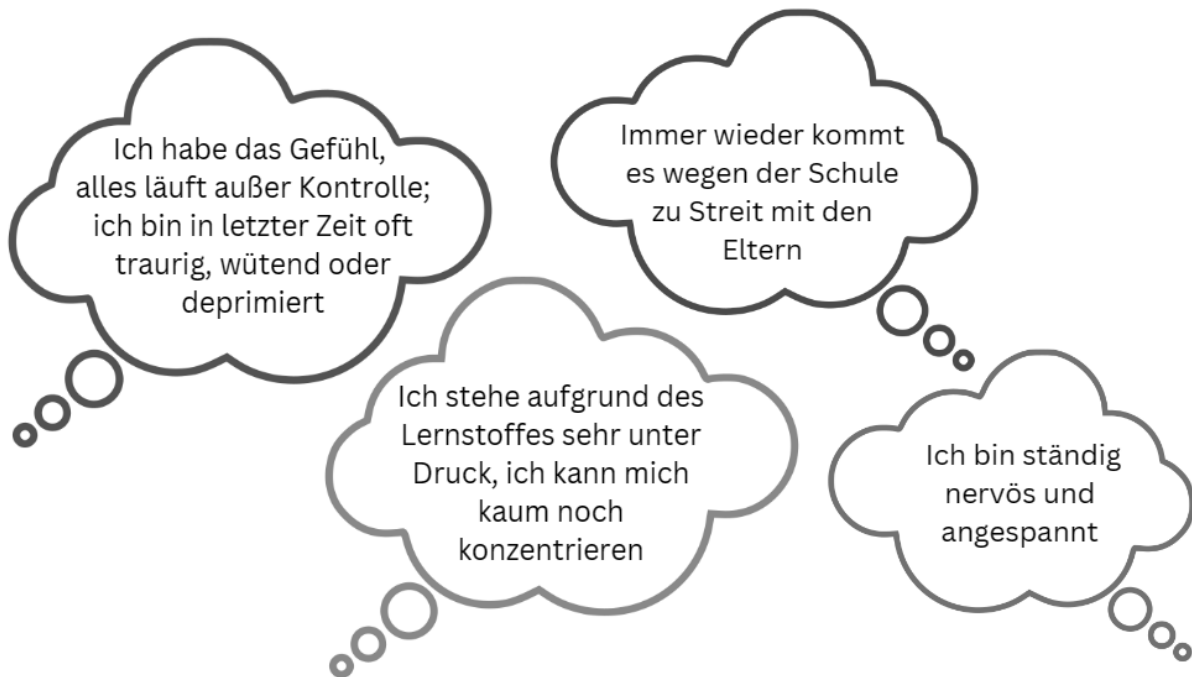 Ich habe das Gefühl,
alles läuft außer Kontrolle;
ich bin in letzter Zeit oft
traurig, wütend oder
deprimiert
Immer wieder kommt
es wegen der Schule
zu Streit mit den
Eltern
Ich stehe aufgrund des
Lernstoffes sehr unter
Druck, ich kann mich
kaum noch
konzentrieren
Ich bin ständig
nervös und
angespannt